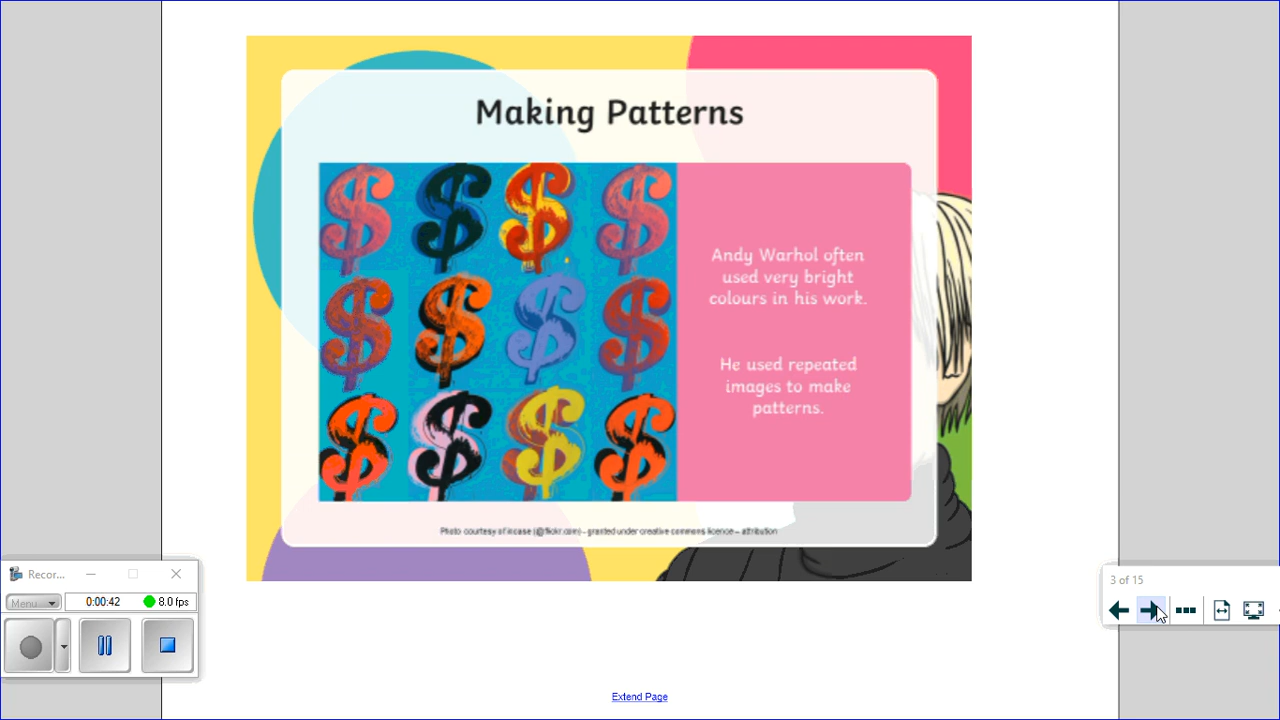 Making Patterns
Andy Warhol often
used very bright
colours in his work.
He used repeated
images to make
patterns.
Photo courtesy of incase (@flickr.com) - granted under creative commons licence – attribution
Recor...
Menu
0:00:42
8.0 fps
3 of 15
Extend Page